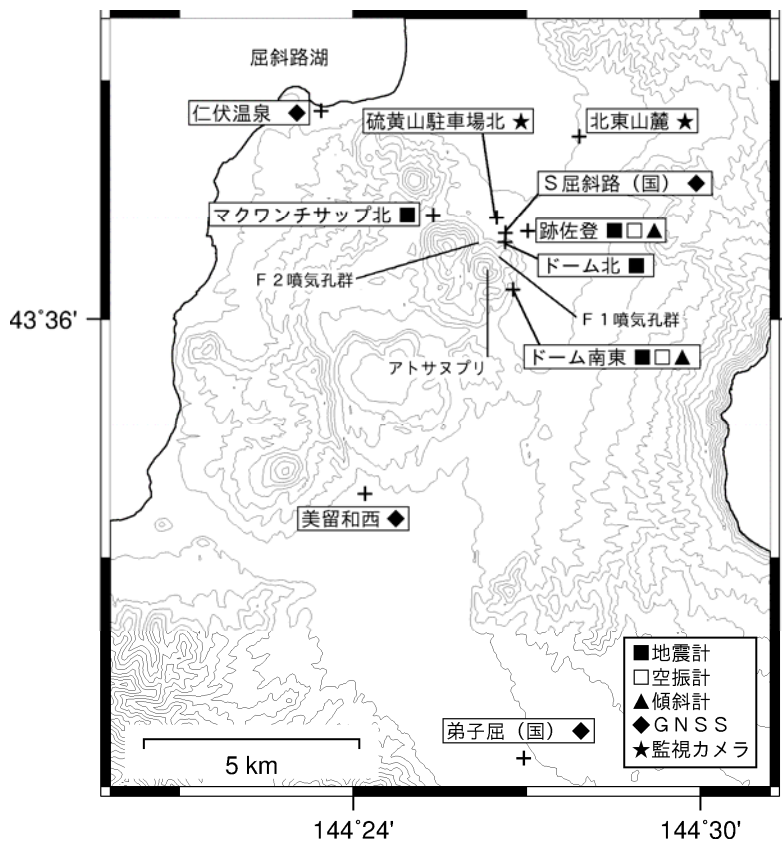 屈斜路湖
仁伏温泉 ◆
硫黄山駐車場北 ★
北東山麓 ★
S屈斜路（国） ◆
マクワンチサップ北 ■
跡佐登 ■□▲
ドーム北 ■
F2噴気孔群
F1噴気孔群
43˚36'
ドーム南東 ■□▲
アトサヌプリ
美留和西 ◆
■地震計
□空振計
▲傾斜計
◆GNSS
★監視カメラ
弟子屈（国） ◆
5 km
144˚24'
144˚30'